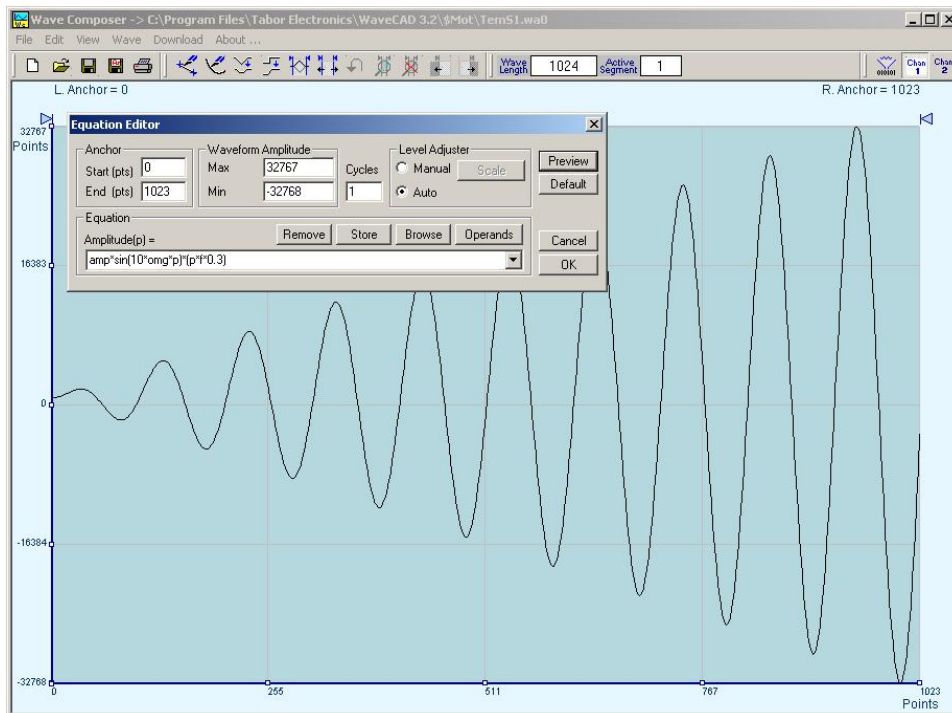 Wave Composer -> C:\Program Files\Tabor Electronics\WaveCAD 3.2\$Mot\TemS1.wa0
File Edit View Wave Download About ...
Wave Length 1024 Active Segment 1 Chan 1 Chan 2
L. Anchor = 0 R. Anchor = 1023
32767
Points
Equation Editor
Anchor Waveform Amplitude Level Adjuster
Start (pts) 0 Max 32767 Cycles Manual Scale Preview
End (pts) 1023 Min -32768 1 Auto Default
Equation
Amplitude(p) = Remove Store Browse Operands Cancel
amp*sin(10*omg*p)*(p*f*0.3) OK
16383
0
-16384
-32768
0 255 511 767 1023
Points